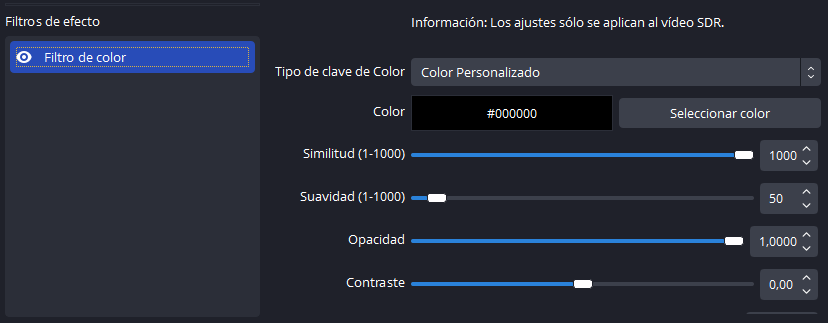 Filtros de efecto
Información: Los ajustes sólo se aplican al vídeo SDR.
Filtro de color
Tipo de clave de Color
Color Personalizado
Color
#000000
Seleccionar color
Similitud (1-1000)
1000
Suavidad (1-1000)
50
Opacidad
1,0000
Contraste
0,00